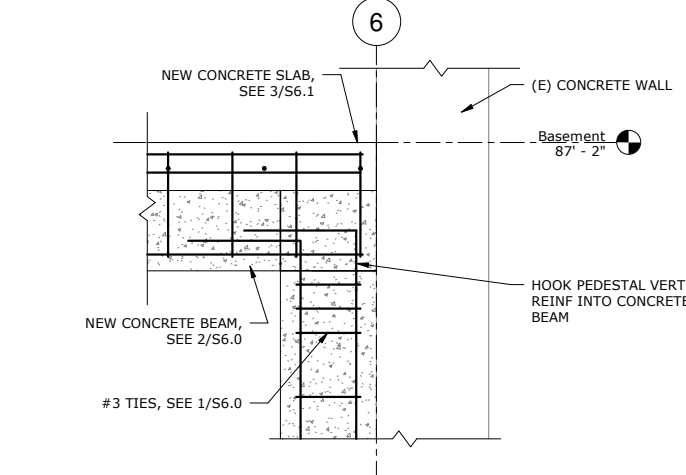 6
NEW CONCRETE SLAB,
SEE 3/S6.1
(E) CONCRETE WALL
Basement
87' - 2"
HOOK PEDESTAL VERT
REINF INTO CONCRETE
BEAM
NEW CONCRETE BEAM,
SEE 2/S6.0
#3 TIES, SEE 1/S6.0